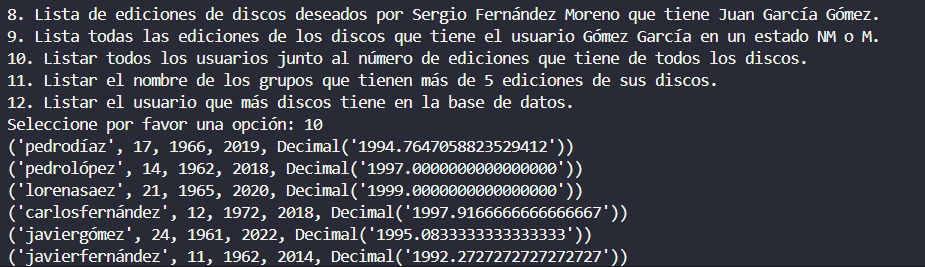 8. Lista de ediciones de discos deseados por Sergio Fernández Moreno que tiene Juan García Gómez.
9. Lista todas las ediciones de los discos que tiene el usuario Gómez García en un estado NM o M.
10. Listar todos los usuarios junto al número de ediciones que tiene de todos los discos.
11. Listar el nombre de los grupos que tienen más de 5 ediciones de sus discos.
12. Listar el usuario que más discos tiene en la base de datos.
Seleccione por favor una opción: 10
('pedrodíaz', 17, 1966, 2019, Decimal('1994.7647058823529412'))
('pedrolópez', 14, 1962, 2018, Decimal('1997.0000000000000000'))
('lorenasaez', 21, 1965, 2020, Decimal('1999.0000000000000000'))
('carlosfernández', 12, 1972, 2018, Decimal('1997.9166666666666667'))
('javiergómez', 24, 1961, 2022, Decimal('1995.0833333333333333'))
('javierfernández', 11, 1962, 2014, Decimal('1992.2727272727272727'))